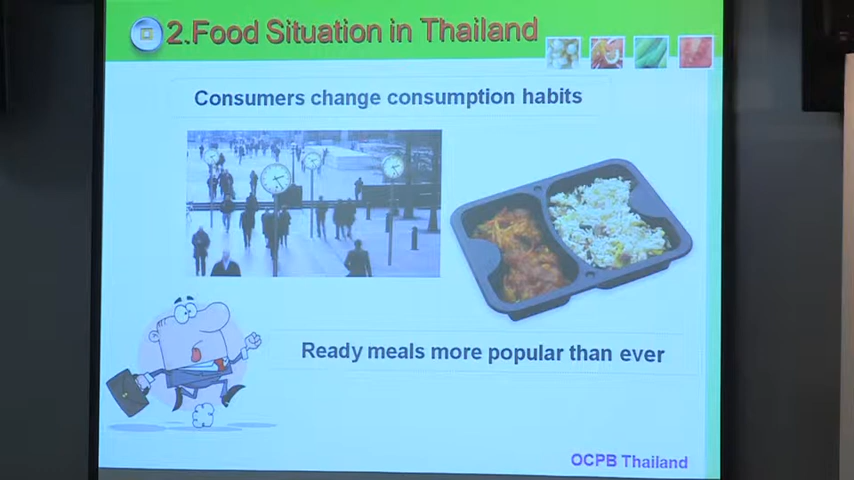 2.Food Situation in Thailand
Consumers change consumption habits
Ready meals more popular than ever
OCPB Thailand